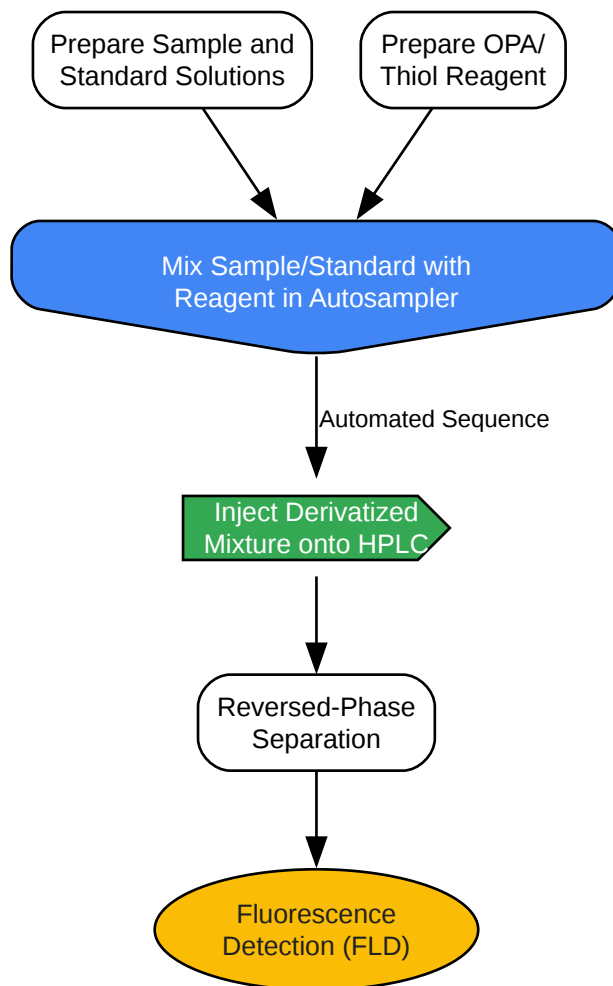 Prepare Sample and
Standard Solutions
Prepare OPA/
Thiol Reagent
Mix Sample/Standard with
Reagent in Autosampler
Automated Sequence
Inject Derivatized
Mixture onto HPLC
Reversed-Phase
Separation
Fluorescence
Detection (FLD)